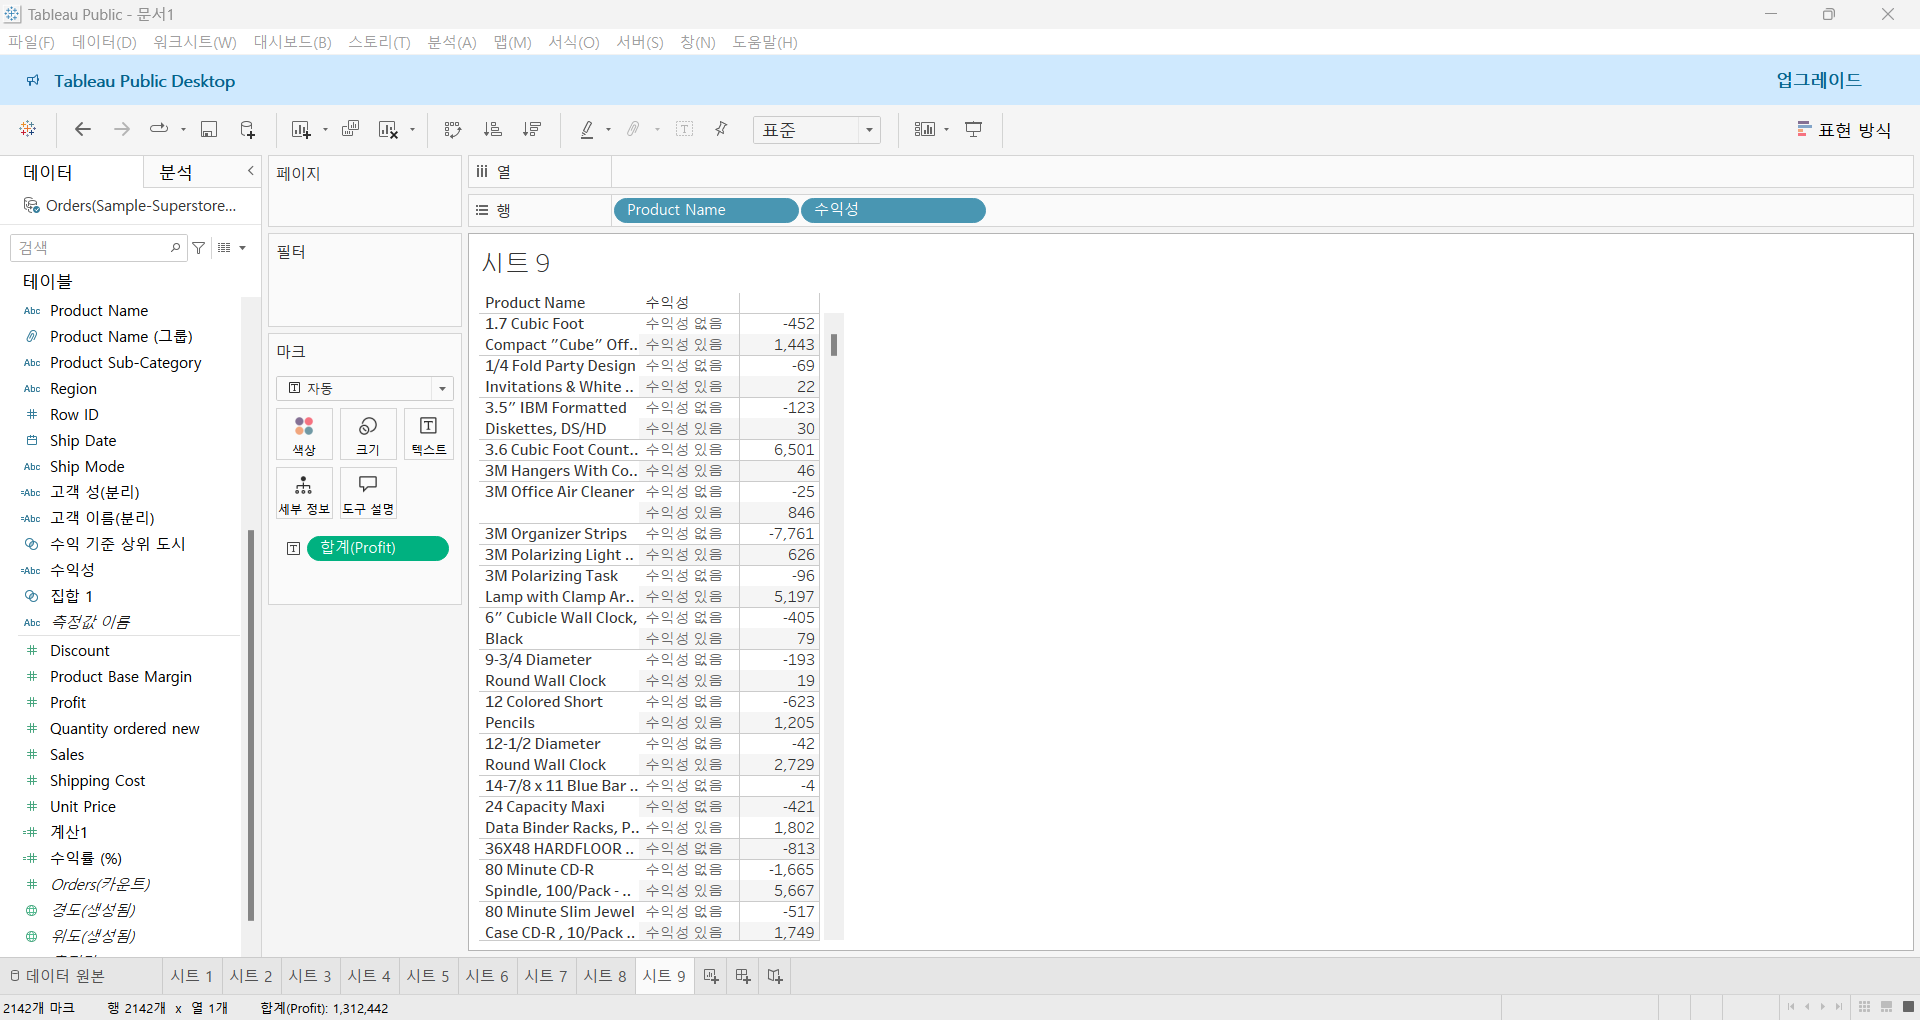 Tableau Public - 문서1
파일(F) 데이터(D) 워크시트(W) 대시보드(B) 스토리(T) 분석(A) 맵(M) 서식(O) 서버(S) 창(N) 도움말(H)
Tableau Public Desktop 업그레이드
표준 표현 방식
데이터 분석
Orders(Sample-Superstore...
검색
테이블
Abc Product Name
Product Name (그룹)
Abc Product Sub-Category
Abc Region
Row ID
Ship Date
Abc Ship Mode
=Abc 고객 성(분리)
=Abc 고객 이름(분리)
수익 기준 상위 도시
=Abc 수익성
집합 1
Abc 측정값 이름
# Discount
# Product Base Margin
# Profit
# Quantity ordered new
# Sales
# Shipping Cost
# Unit Price
=# 계산1
=# 수익률 (%)
# Orders(카운트)
경도(생성됨)
위도(생성됨)
페이지
필터
마크
자동
색상 크기 텍스트
세부 정보 도구 설명
합계(Profit)
열
행 Product Name 수익성
시트 9
Product Name 수익성
1.7 Cubic Foot 수익성 없음 -452
Compact "Cube" Off.. 수익성 있음 1,443
1/4 Fold Party Design 수익성 없음 -69
Invitations & White .. 수익성 있음 22
3.5" IBM Formatted 수익성 없음 -123
Diskettes, DS/HD 수익성 있음 30
3.6 Cubic Foot Count.. 수익성 있음 6,501
3M Hangers With Co.. 수익성 있음 46
3M Office Air Cleaner 수익성 없음 -25
수익성 있음 846
3M Organizer Strips 수익성 없음 -7,761
3M Polarizing Light .. 수익성 있음 626
3M Polarizing Task 수익성 없음 -96
Lamp with Clamp Ar.. 수익성 있음 5,197
6" Cubicle Wall Clock, 수익성 없음 -405
Black 수익성 있음 79
9-3/4 Diameter 수익성 없음 -193
Round Wall Clock 수익성 있음 19
12 Colored Short 수익성 없음 -623
Pencils 수익성 있음 1,205
12-1/2 Diameter 수익성 없음 -42
Round Wall Clock 수익성 있음 2,729
14-7/8 x 11 Blue Bar .. 수익성 없음 -4
24 Capacity Maxi 수익성 없음 -421
Data Binder Racks, P.. 수익성 있음 1,802
36X48 HARDFLOOR .. 수익성 없음 -813
80 Minute CD-R 수익성 없음 -1,665
Spindle, 100/Pack - .. 수익성 있음 5,667
80 Minute Slim Jewel 수익성 없음 -517
Case CD-R , 10/Pack .. 수익성 있음 1,749
데이터 원본 시트 1 시트 2 시트 3 시트 4 시트 5 시트 6 시트 7 시트 8 시트 9
2142개 마크 행 2142개 x 열 1개 합계(Profit): 1,312,442